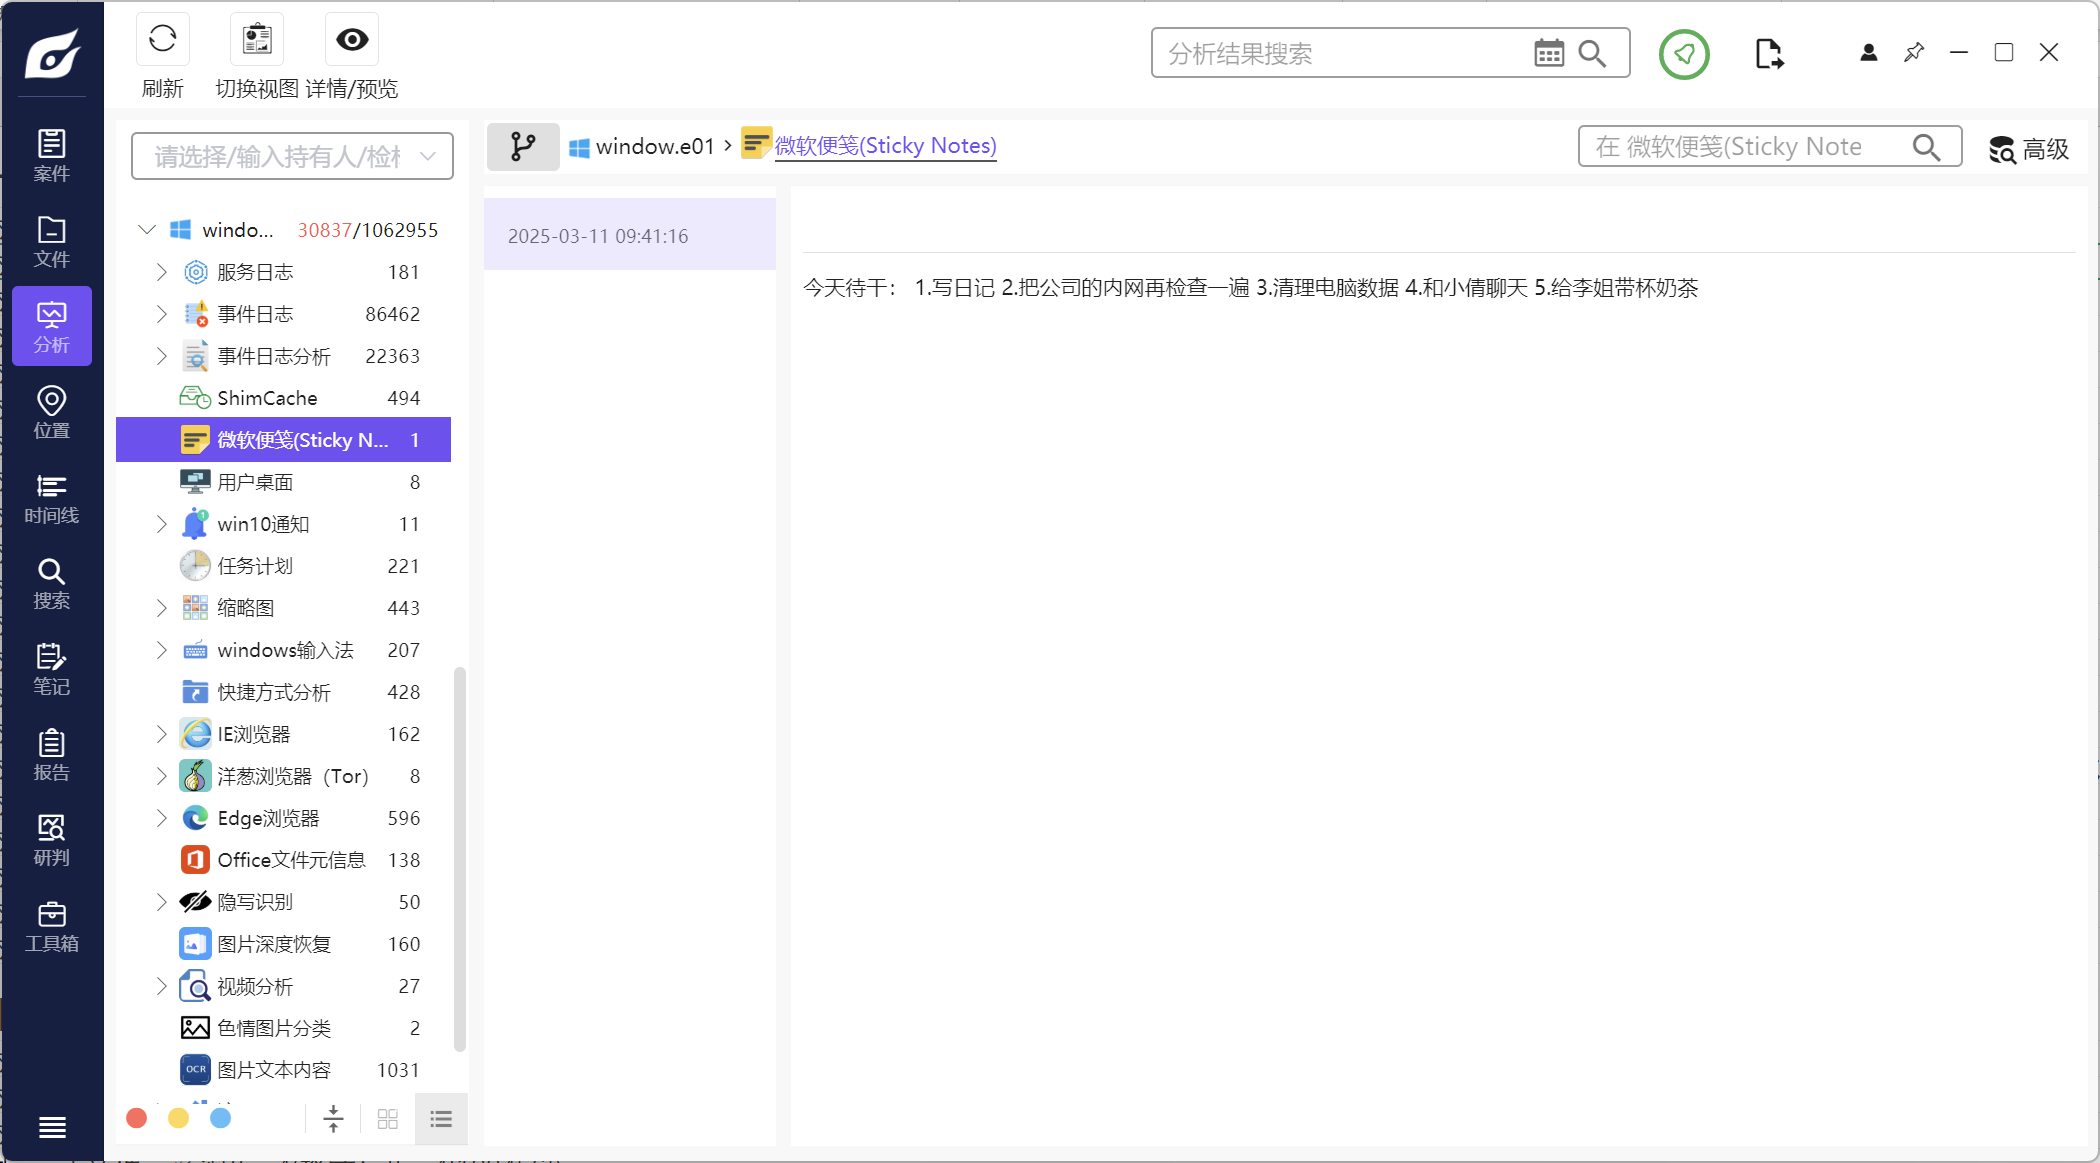 刷新
切换视图
详情/预览
分析结果搜索
案件
文件
分析
位置
时间线
搜索
笔记
报告
研判
工具箱
请选择/输入持有人/检
windo... 30837/1062955
服务日志 181
事件日志 86462
事件日志分析 22363
ShimCache 494
微软便笺(Sticky N... 1
用户桌面 8
win10通知 11
任务计划 221
缩略图 443
windows输入法 207
快捷方式分析 428
IE浏览器 162
洋葱浏览器（Tor） 8
Edge浏览器 596
Office文件元信息 138
隐写识别 50
图片深度恢复 160
视频分析 27
色情图片分类 2
OCR 图片文本内容 1031
window.e01 › 微软便笺(Sticky Notes)
在 微软便笺(Sticky Note
高级
2025-03-11 09:41:16
今天待干： 1.写日记 2.把公司的内网再检查一遍 3.清理电脑数据 4.和小倩聊天 5.给李姐带杯奶茶